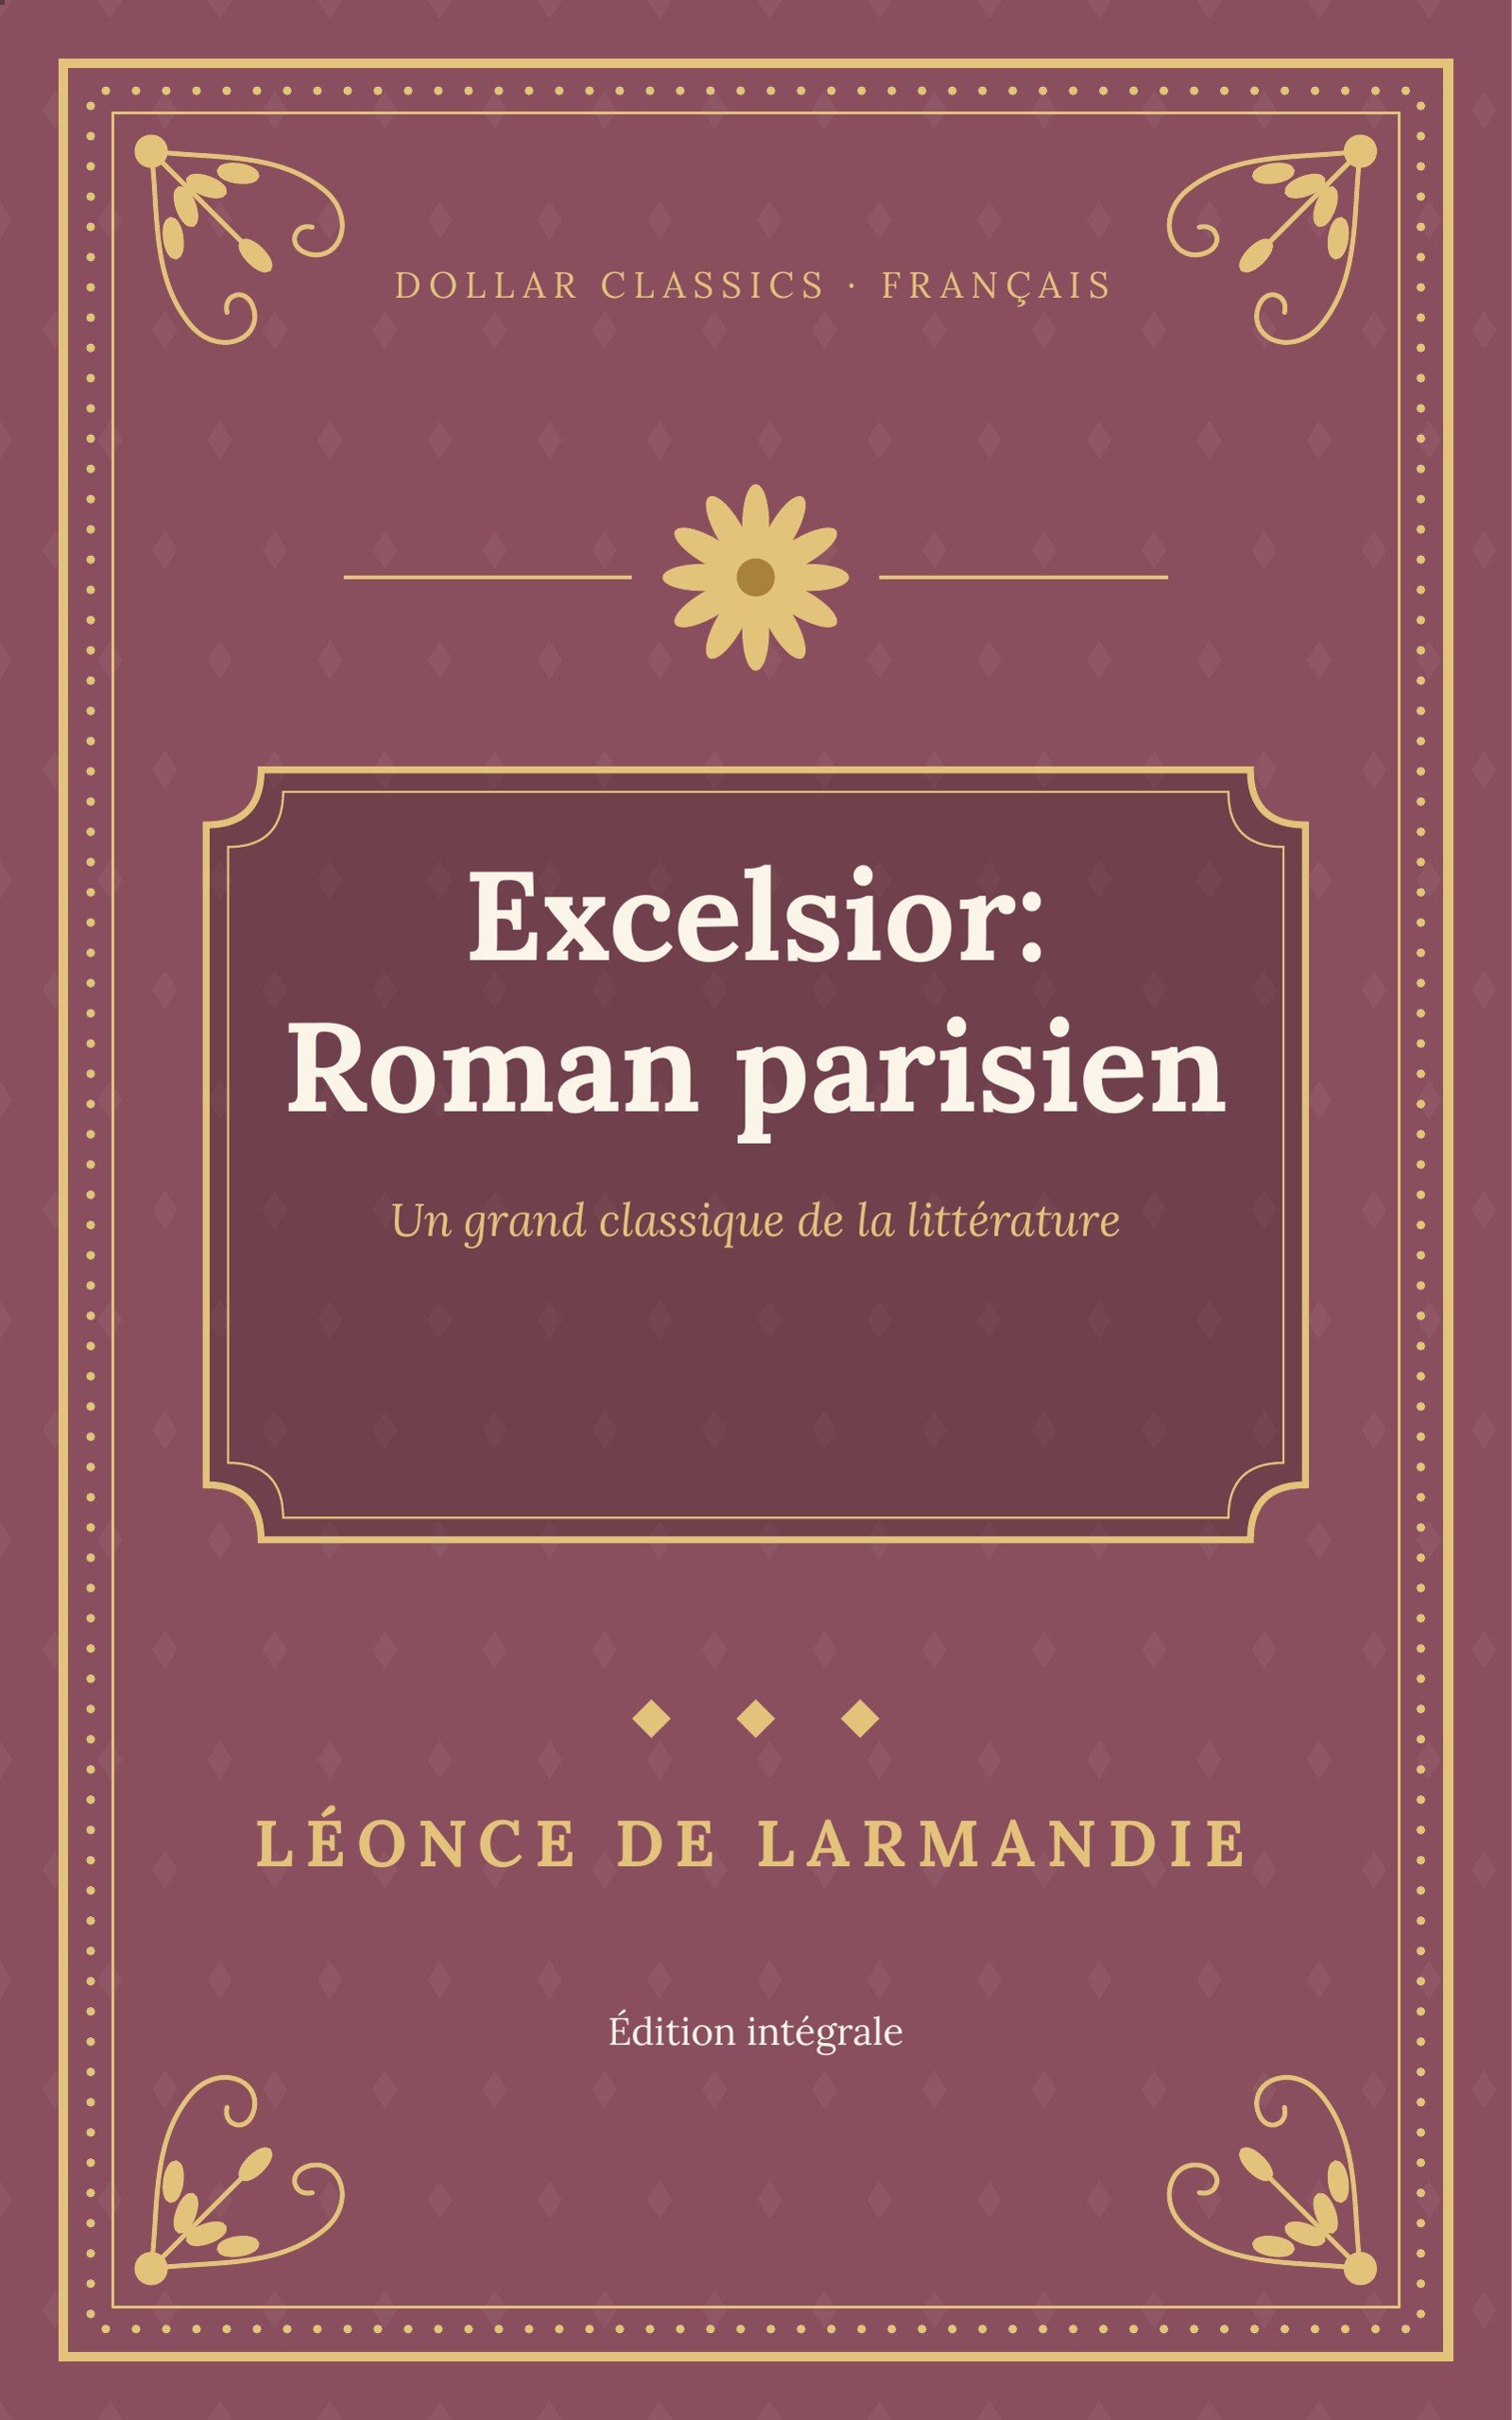 DOLLAR CLASSICS · FRANÇAIS
Excelsior:
Roman parisien
Un grand classique de la littérature
LÉONCE DE LARMANDIE
Édition intégrale